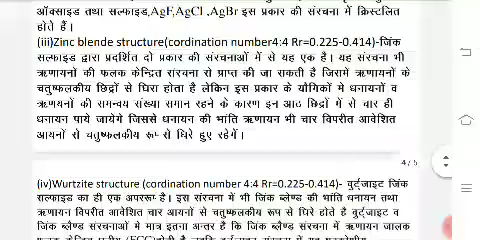 ऑक्साइड तथा सल्फाइड,AgF,AgCl ,AgBr इस प्रकार की संरचना में क्रिस्टलित
होते हैं।
(iii)Zinc blende structure(cordination number4:4 Rr=0.225-0.414)-जिंक
सल्फाइड द्वारा प्रदर्शित दो प्रकार की संरचनाओं में से यह एक है। यह संरचना भी
ऋणायनों की फलक केन्द्रित संरयना से प्राप्त की जा सकती है जिसमें ऋणायनों के
चतुष्फलकीय छिद्रों से घिरा होता है लेकिन इस प्रकार के यौगिकों मे धनायनों व
ऋणायनों की समन्वय संख्या समान रहने के कारण इन आठ छिद्रों में से चार ही
धनायन पाये जायेंगे जिससे धनायन की भांति ऋणायन भी चार विपरीत आवेशित
आयनों से चतुष्फलकीय रूप से घिरे हुए रहेगें।
4/5
(iv)Wurtzite structure (cordination number 4:4 Rr=0.225-0.414)- वुर्ट्जाइट जिंक
सल्फाइड का ही एक अपररूप है। इस संरचना में भी जिंक ब्लेण्ड की भांति धनायन तथा
ऋणायन विपरीत आवेशित चार आयनों से चतुष्फलकीय रूप से घिरे होते है वुर्ट्जाइट व
जिंक ब्लेण्ड संरचनाओं मे मात्र इतना अन्तर है कि जिंक ब्लेण्ड संरचना में ऋणायन जालक